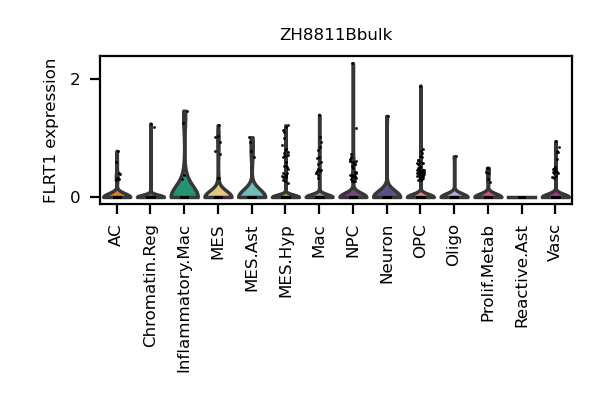 ZH8811Bbulk
FLRT1 expression
2
0
AC
Chromatin.Reg
Inflammatory.Mac
MES
MES.Ast
MES.Hyp
Mac
NPC
Neuron
OPC
Oligo
Prolif.Metab
Reactive.Ast
Vasc